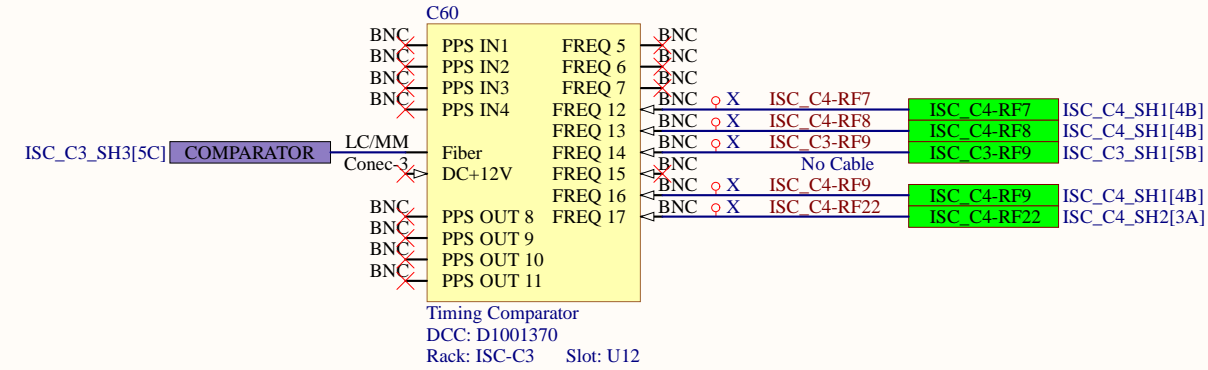 C60
BNC PPS IN1 FREQ 5 BNC
BNC PPS IN2 FREQ 6 BNC
BNC PPS IN3 FREQ 7 BNC
BNC PPS IN4 FREQ 12 BNC X ISC_C4-RF7 ISC_C4-RF7 ISC_C4_SH1[4B]
FREQ 13 BNC X ISC_C4-RF8 ISC_C4-RF8 ISC_C4_SH1[4B]
ISC_C3_SH3[5C] COMPARATOR LC/MM Fiber FREQ 14 BNC X ISC_C3-RF9 ISC_C3-RF9 ISC_C3_SH1[5B]
Conec-3 DC+12V FREQ 15 BNC No Cable
FREQ 16 BNC X ISC_C4-RF9 ISC_C4-RF9 ISC_C4_SH1[4B]
BNC PPS OUT 8 FREQ 17 BNC X ISC_C4-RF22 ISC_C4-RF22 ISC_C4_SH2[3A]
BNC PPS OUT 9
BNC PPS OUT 10
BNC PPS OUT 11
Timing Comparator
DCC: D1001370
Rack: ISC-C3 Slot: U12